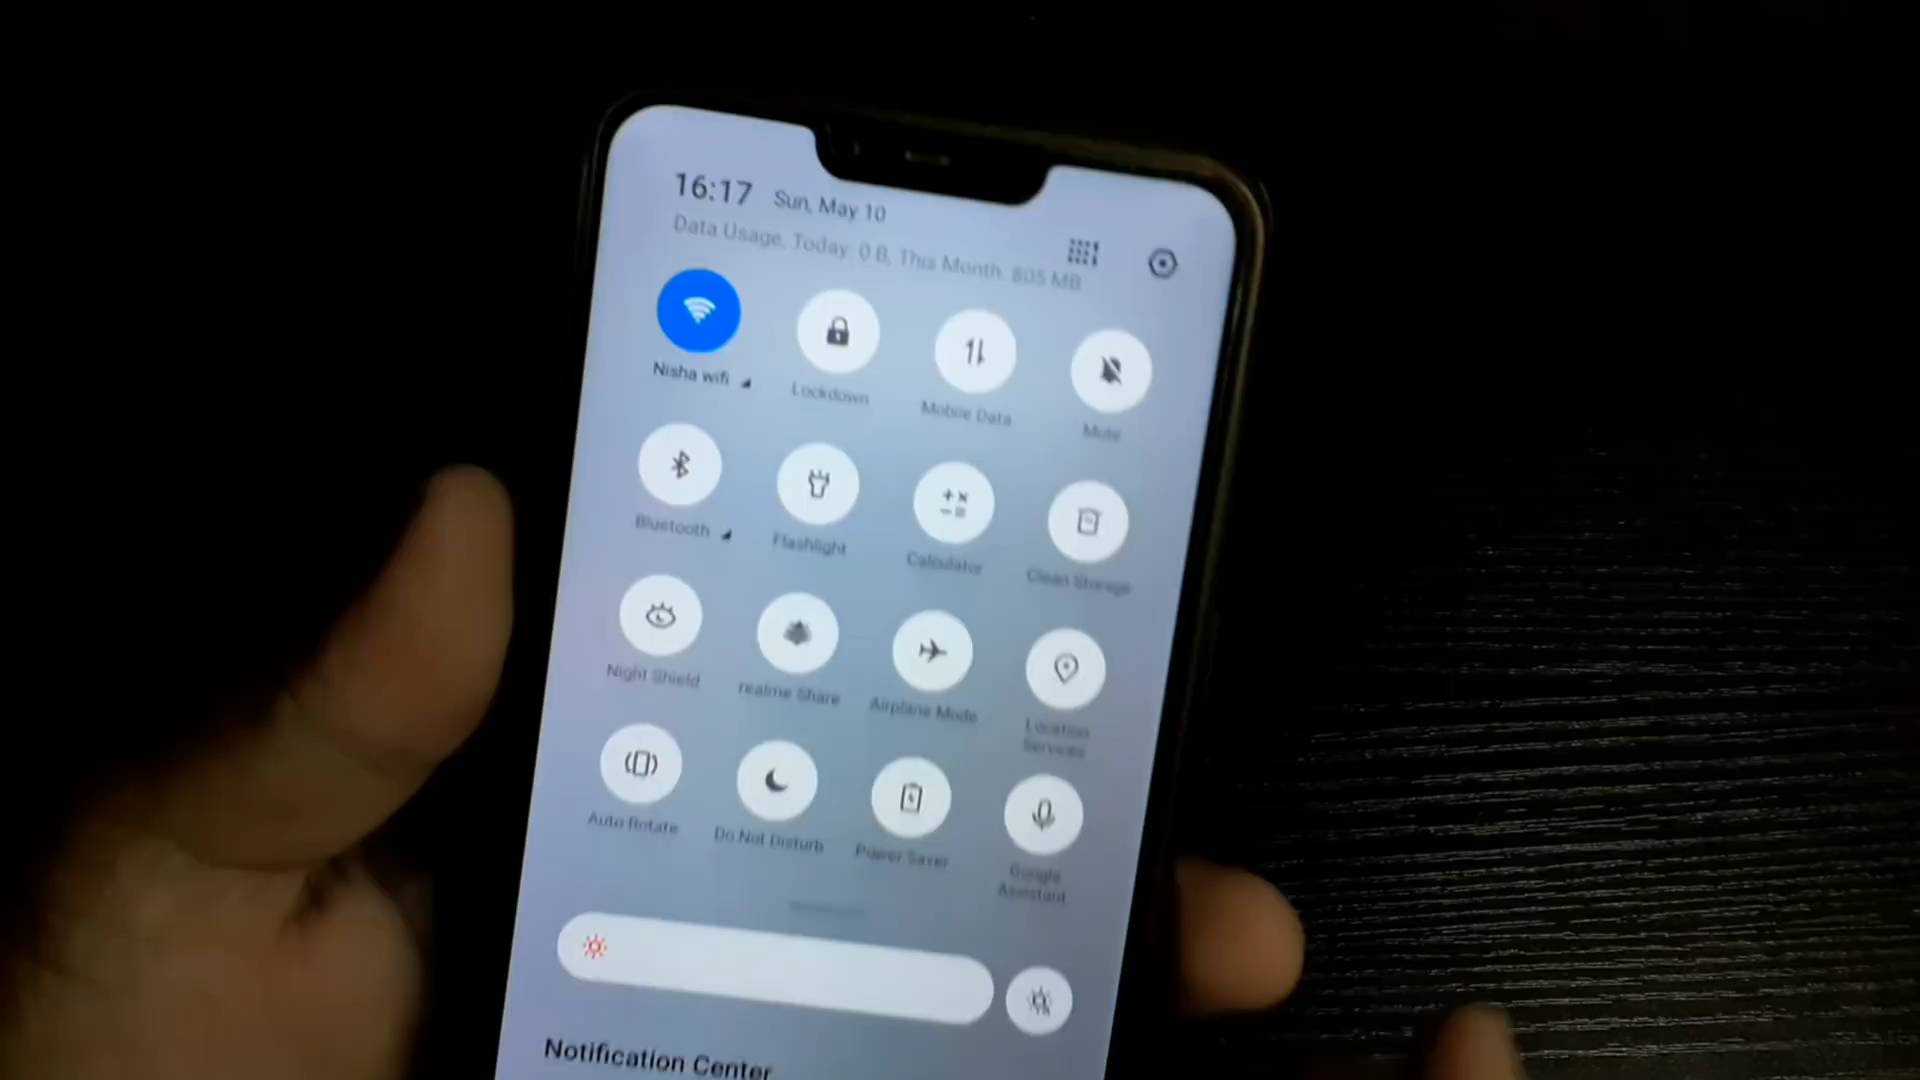 16:17 Sun, May 10
Data Usage, Today: 0 B, This Month: 805 MB
Nisha wifi
Lockdown
Mobile Data
Mute
Bluetooth
Flashlight
Calculator
Clean Storage
Night Shield
realme Share
Airplane Mode
Location
Services
Auto Rotate
Do Not Disturb
Power Saver
Google
Assistant
Notification Center